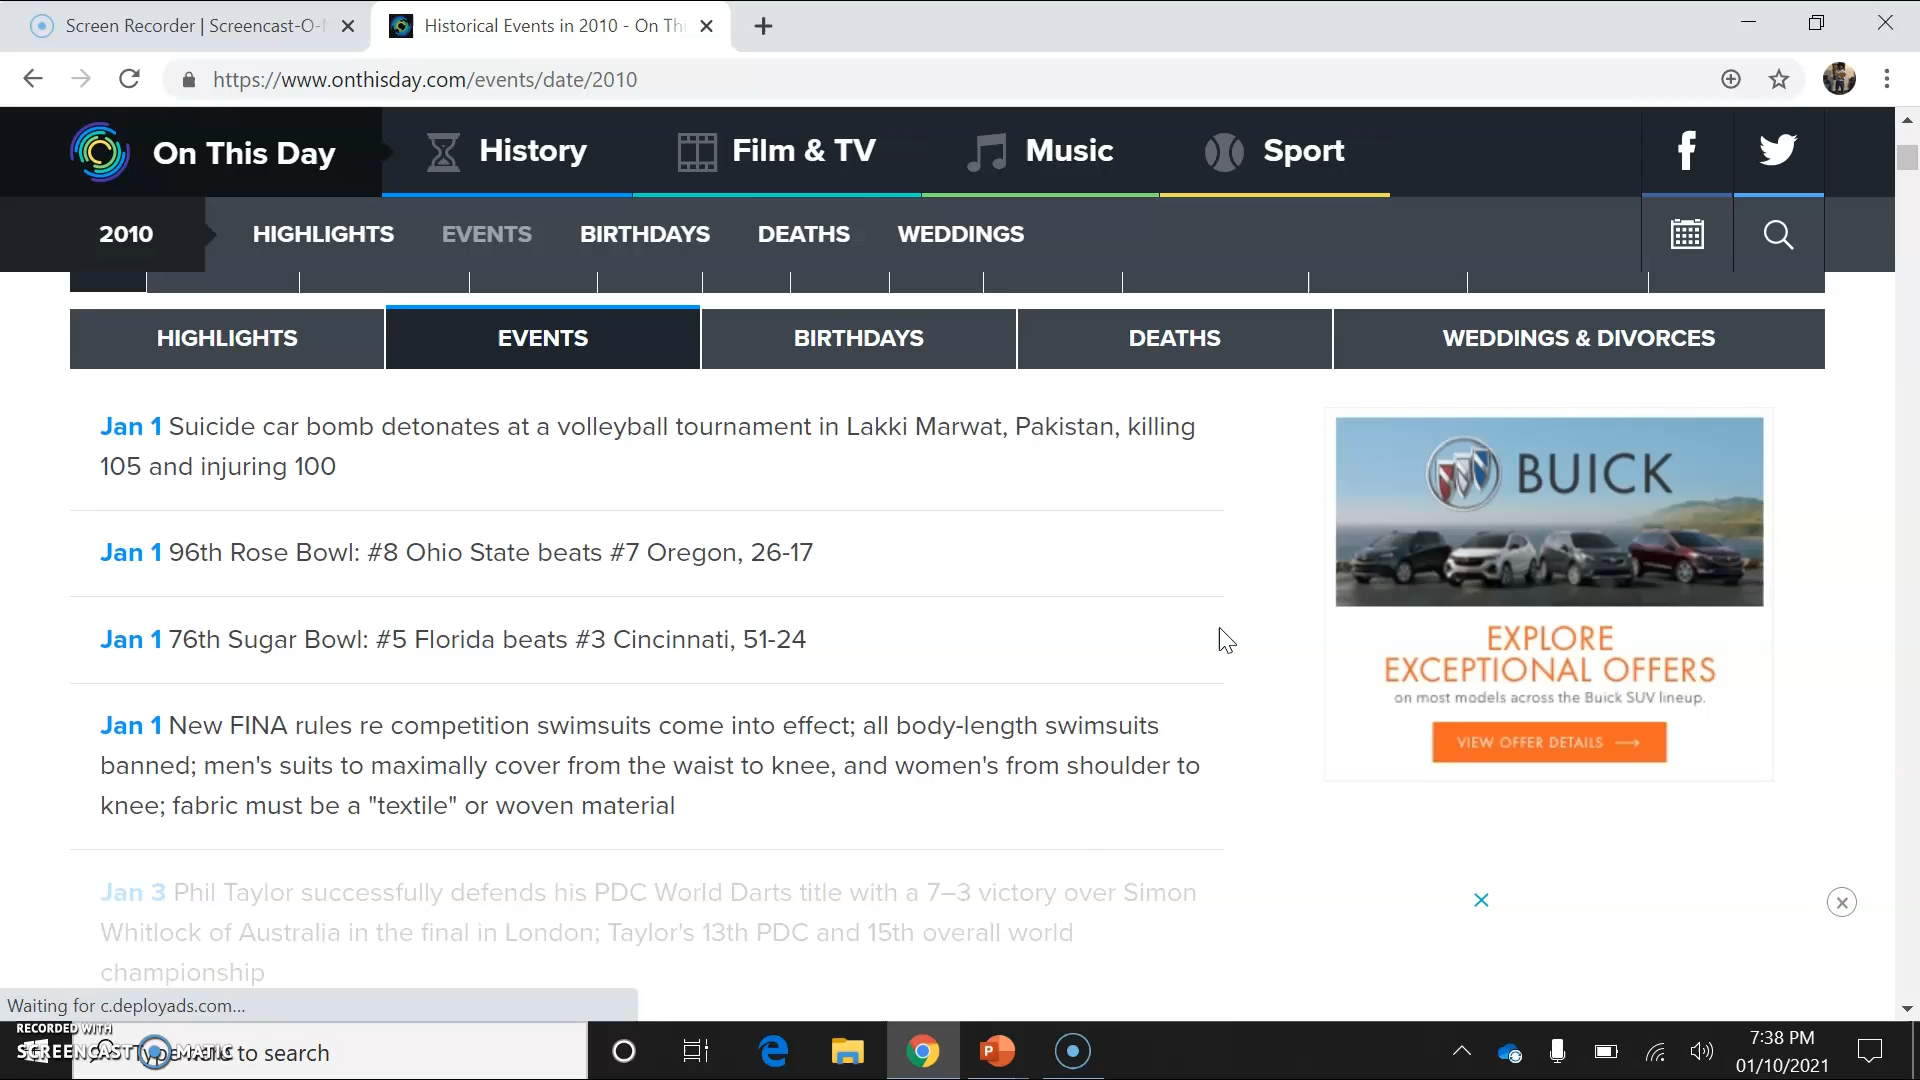 Screen Recorder | Screencast-O-
Historical Events in 2010 - On Thi
https://www.onthisday.com/events/date/2010
On This Day
History
Film & TV
Music
Sport
2010
HIGHLIGHTS
EVENTS
BIRTHDAYS
DEATHS
WEDDINGS
HIGHLIGHTS
EVENTS
BIRTHDAYS
DEATHS
WEDDINGS & DIVORCES
Jan 1 Suicide car bomb detonates at a volleyball tournament in Lakki Marwat, Pakistan, killing
105 and injuring 100
Jan 1 96th Rose Bowl: #8 Ohio State beats #7 Oregon, 26-17
Jan 1 76th Sugar Bowl: #5 Florida beats #3 Cincinnati, 51-24
Jan 1 New FINA rules re competition swimsuits come into effect; all body-length swimsuits
banned; men's suits to maximally cover from the waist to knee, and women's from shoulder to
knee; fabric must be a "textile" or woven material
Jan 3 Phil Taylor successfully defends his PDC World Darts title with a 7–3 victory over Simon
Whitlock of Australia in the final in London; Taylor's 13th PDC and 15th overall world
championship
BUICK
EXPLORE
EXCEPTIONAL OFFERS
on most models across the Buick SUV lineup.
VIEW OFFER DETAILS
Waiting for c.deployads.com...
RECORDED WITH
SCREENCAST MATIC
Type here to search
7:38 PM
01/10/2021